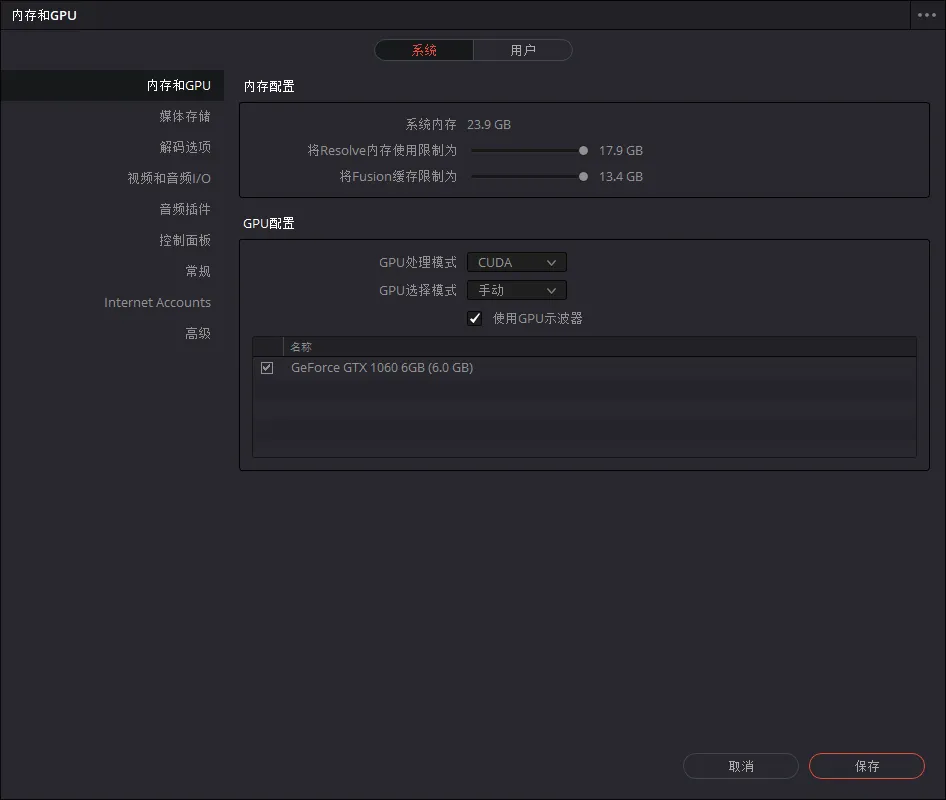 内存和GPU
系统
用户
内存和GPU
媒体存储
解码选项
视频和音频I/O
音频插件
控制面板
常规
Internet Accounts
高级
内存配置
系统内存 23.9 GB
将Resolve内存使用限制为 17.9 GB
将Fusion缓存限制为 13.4 GB
GPU配置
GPU处理模式 CUDA
GPU选择模式 手动
使用GPU示波器
名称
GeForce GTX 1060 6GB (6.0 GB)
取消
保存